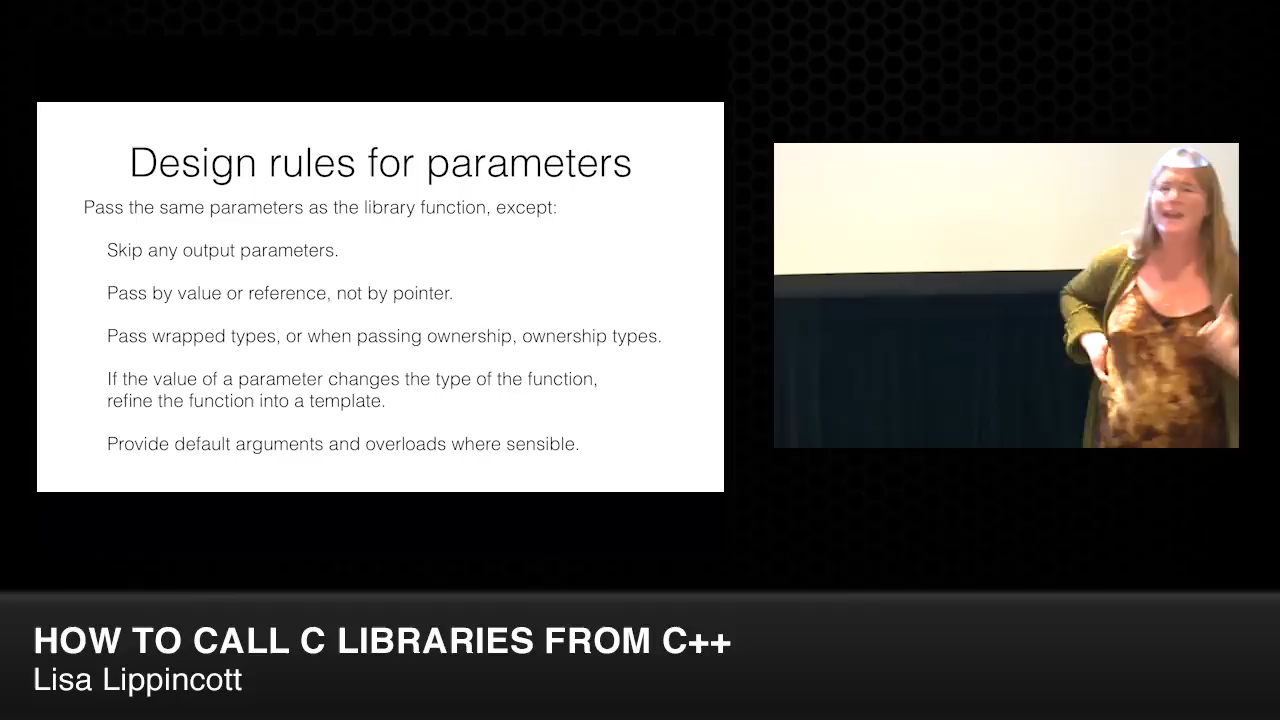 Design rules for parameters
Pass the same parameters as the library function, except:
Skip any output parameters.
Pass by value or reference, not by pointer.
Pass wrapped types, or when passing ownership, ownership types.
If the value of a parameter changes the type of the function,
refine the function into a template.
Provide default arguments and overloads where sensible.
HOW TO CALL C LIBRARIES FROM C++
Lisa Lippincott